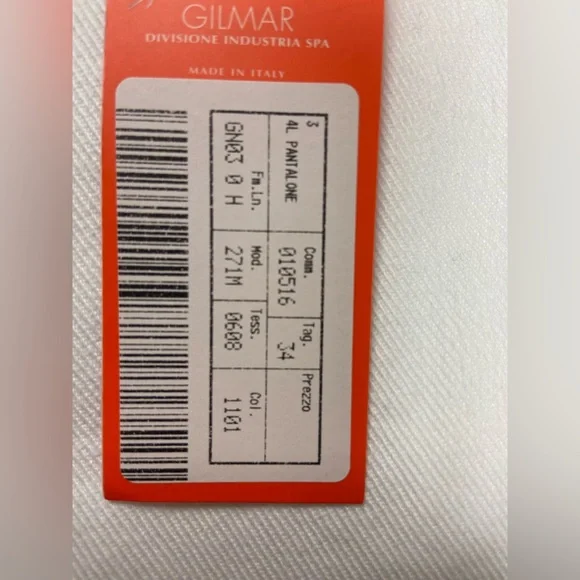 GILMAR
DIVISIONE INDUSTRIA SPA
MADE IN ITALY
3
4L PANTALONE
Comm.
010516
Tag.
34
Prezzo
Fm.Ln.
GN03 0 H
Mod.
271M
Tess.
0608
Col.
1101